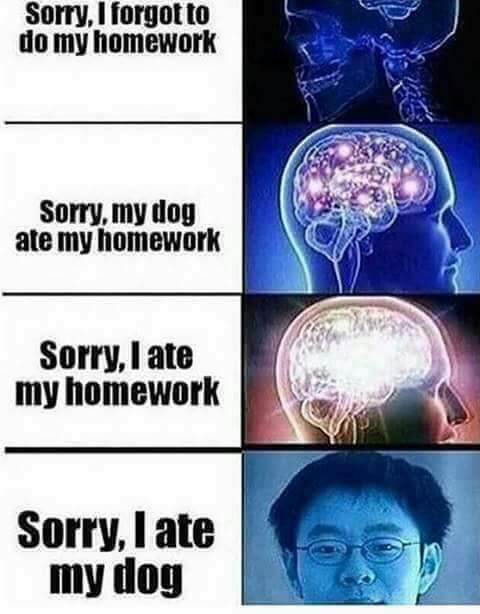 Sorry, I forgot to
do my homework
Sorry, my dog
ate my homework
Sorry, I ate
my homework
Sorry, I ate
my dog